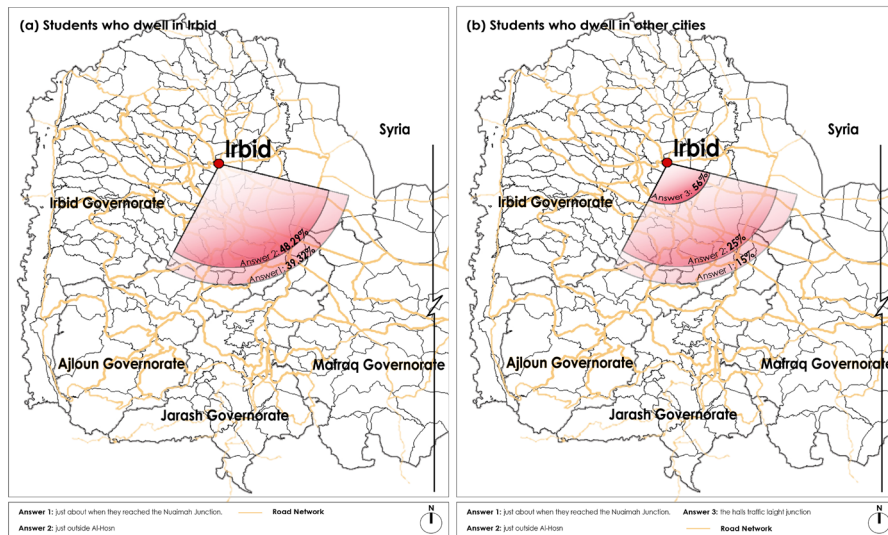 (a) Students who dwell in Irbid
Syria
Irbid
Irbid Governorate
Answer 2: 48.29%
Answer1: 39.32%
Ajloun Governorate
Mafraq Governorate
Jarash Governorate
Answer 1: just about when they reached the Nuaimah Junction.
Road Network
Answer 2: just outside Al-Hosn
N
(b) Students who dwell in other cities
Syria
Irbid
Answer 3: 56%
Irbid Governorate
Answer 2: 25%
Answer 1: 15%
Ajloun Governorate
Mafraq Governorate
Jarash Governorate
Answer 1: just about when they reached the Nuaimah Junction.
Answer 3: the hals traffic laight junction
Answer 2: just outside Al-Hosn
Road Network
N